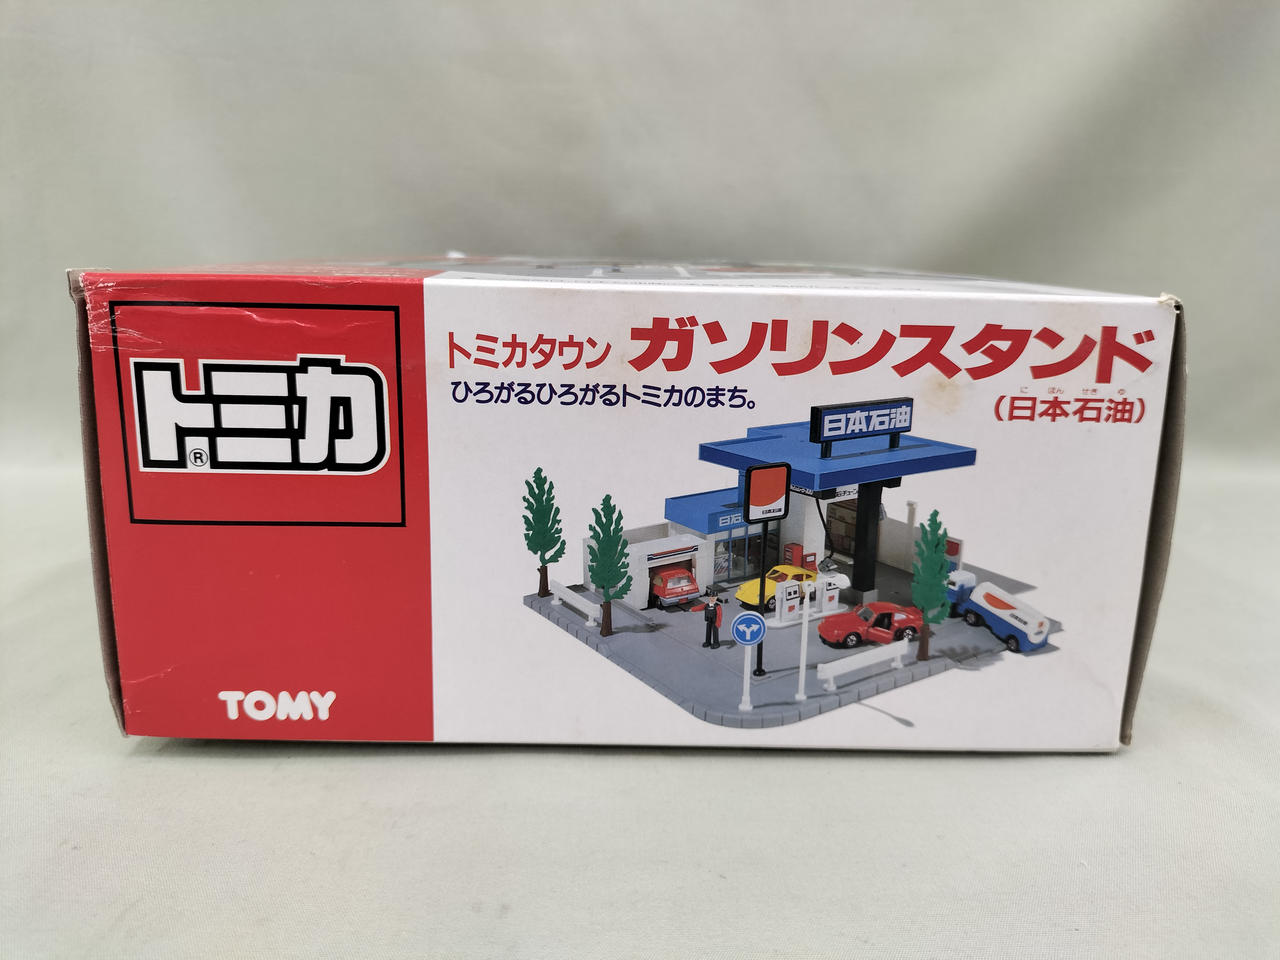 トミカ
®
TOMY
トミカタウン ガソリンスタンド
ひろがるひろがるトミカのまち。
にほんせきゆ
(日本石油)
日本石油
日石